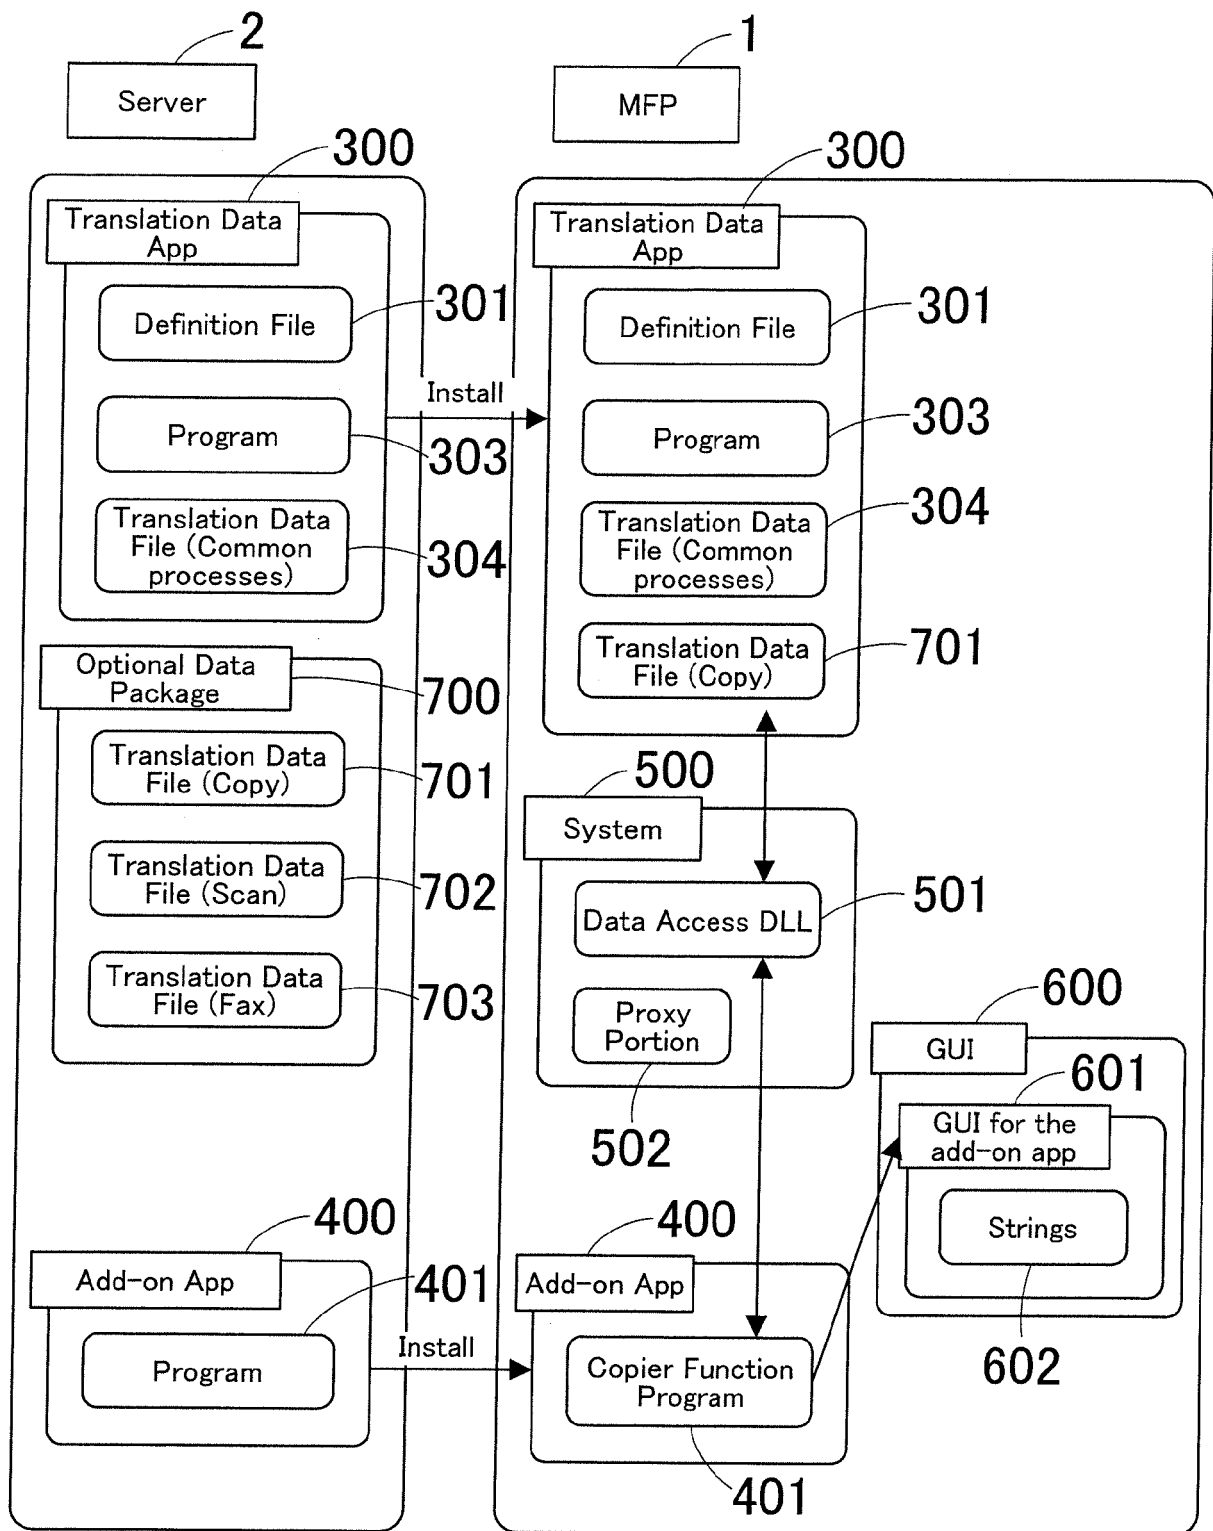 2
1
Server
MFP
300
300
Translation Data
App
Translation Data
App
301
301
Definition File
Definition File
Install
Program
303
Program
303
Translation Data
File (Common
processes)
304
Translation Data
File (Common
processes)
304
Optional Data
Package
700
Translation Data
File (Copy)
701
Translation Data
File (Copy)
701
500
System
Translation Data
File (Scan)
702
Data Access DLL
501
Translation Data
File (Fax)
703
Proxy
Portion
502
600
GUI
601
GUI for the
add-on app
Strings
602
400
400
Add-on App
Add-on App
401
Program
Install
Copier Function
Program
401